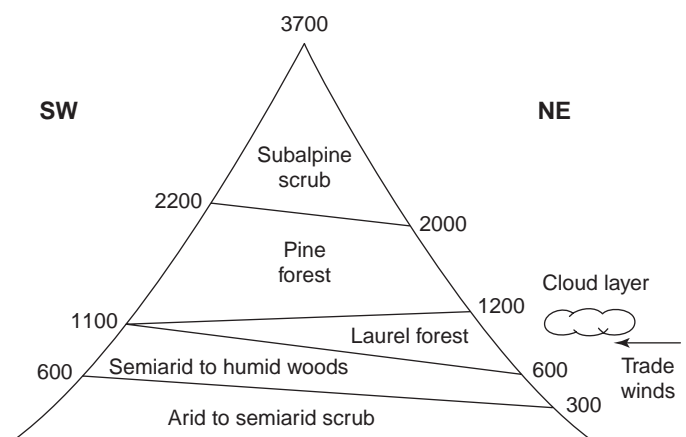 3700
SW
NE
Subalpine
scrub
2200
2000
Pine
forest
Cloud layer
1200
1100
Laurel forest
Trade
winds
600
Semiarid to humid woods
600
300
Arid to semiarid scrub